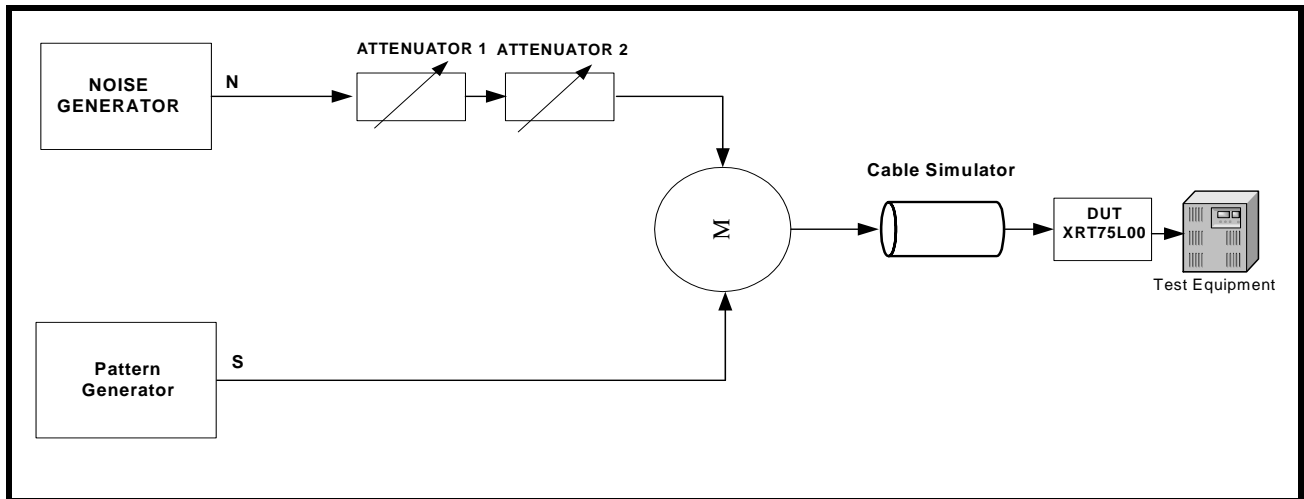 NOISE
GENERATOR
N
ATTENUATOR 1
ATTENUATOR 2
M
Cable Simulator
DUT
XRT75L00
Test Equipment
Pattern
Generator
S